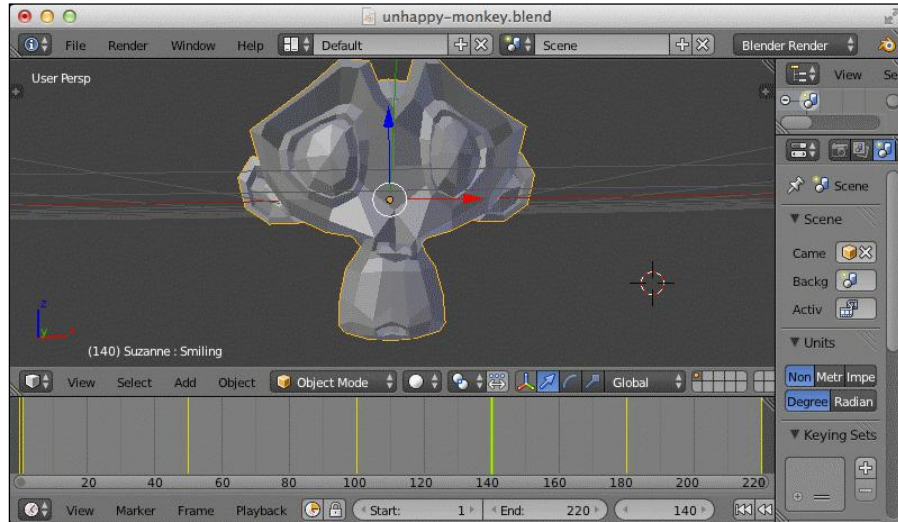 unhappy-monkey.blend
File Render Window Help Default Scene Blender Render
User Persp
View Se
Scene
Scene
Came
Backg
Activ
Units
Non Metr Impe
Degree Radian
Keying Sets
z
y x
(140) Suzanne : Smiling
View Select Add Object Object Mode Global
0 20 40 60 80 100 120 140 160 180 200 220
View Marker Frame Playback Start: 1 End: 220 140